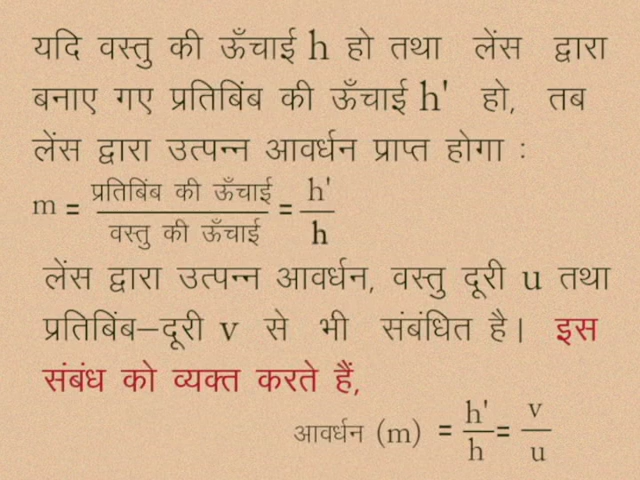 यदि वस्तु की ऊँचाई h हो तथा लेंस द्वारा
बनाए गए प्रतिबिंब की ऊँचाई h' हो, तब
लेंस द्वारा उत्पन्न आवर्धन प्राप्त होगा :
m = प्रतिबिंब की ऊँचाई / वस्तु की ऊँचाई = h' / h
लेंस द्वारा उत्पन्न आवर्धन, वस्तु दूरी u तथा
प्रतिबिंब–दूरी v से भी संबंधित है। इस
संबंध को व्यक्त करते हैं,
आवर्धन (m) = h' / h = v / u